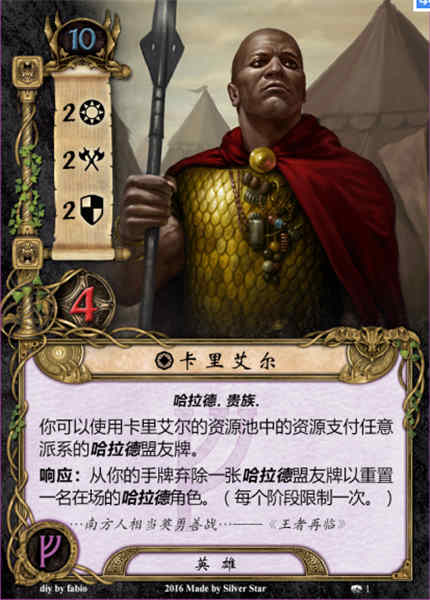 10
2
2
2
4
卡里艾尔
哈拉德. 贵族.
你可以使用卡里艾尔的资源池中的资源支付任意
派系的哈拉德盟友牌。
响应：从你的手牌弃除一张哈拉德盟友牌以重置
一名在场的哈拉德角色。（每个阶段限制一次。）
…南方人相当英勇善战…——《王者再临》
英雄
diy by fabio
2016 Made by Silver Star
1